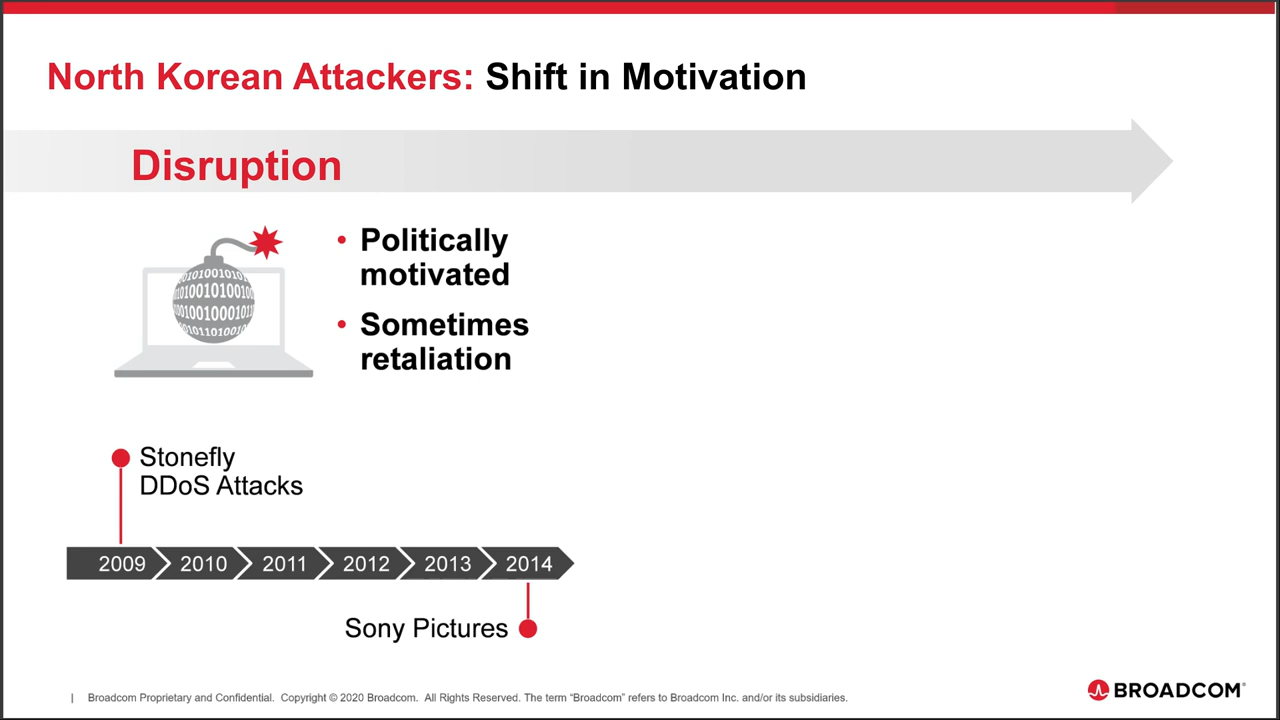 North Korean Attackers: Shift in Motivation
Disruption
• Politically
motivated
• Sometimes
retaliation
Stonefly
DDoS Attacks
2009 2010 2011 2012 2013 2014
Sony Pictures
| Broadcom Proprietary and Confidential. Copyright © 2020 Broadcom. All Rights Reserved. The term “Broadcom” refers to Broadcom Inc. and/or its subsidiaries.
BROADCOM®